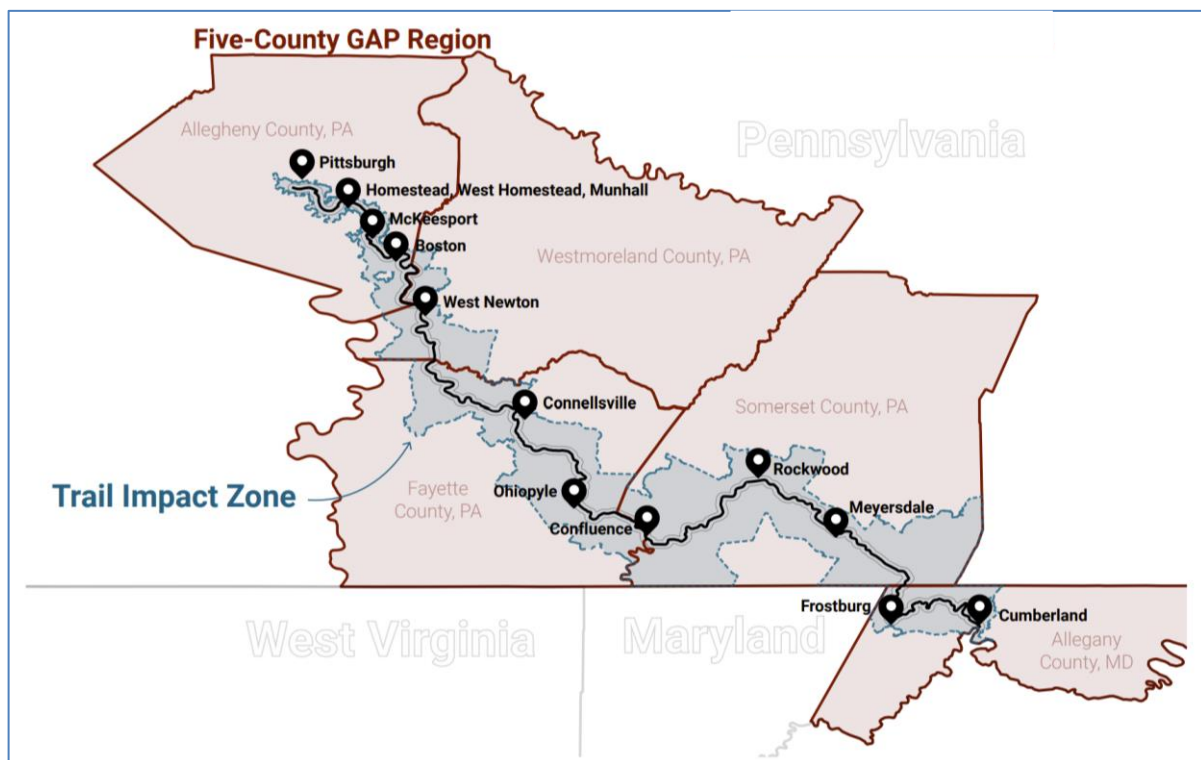 Five-County GAP Region
Allegheny County, PA
Pennsylvania
Pittsburgh
Homestead, West Homestead, Munhall
McKeesport
Boston
Westmoreland County, PA
West Newton
Connellsville
Somerset County, PA
Rockwood
Trail Impact Zone
Fayette
County, PA
Ohiopyle
Meyersdale
Confluence
Frostburg
Cumberland
West Virginia
Maryland
Allegany
County, MD